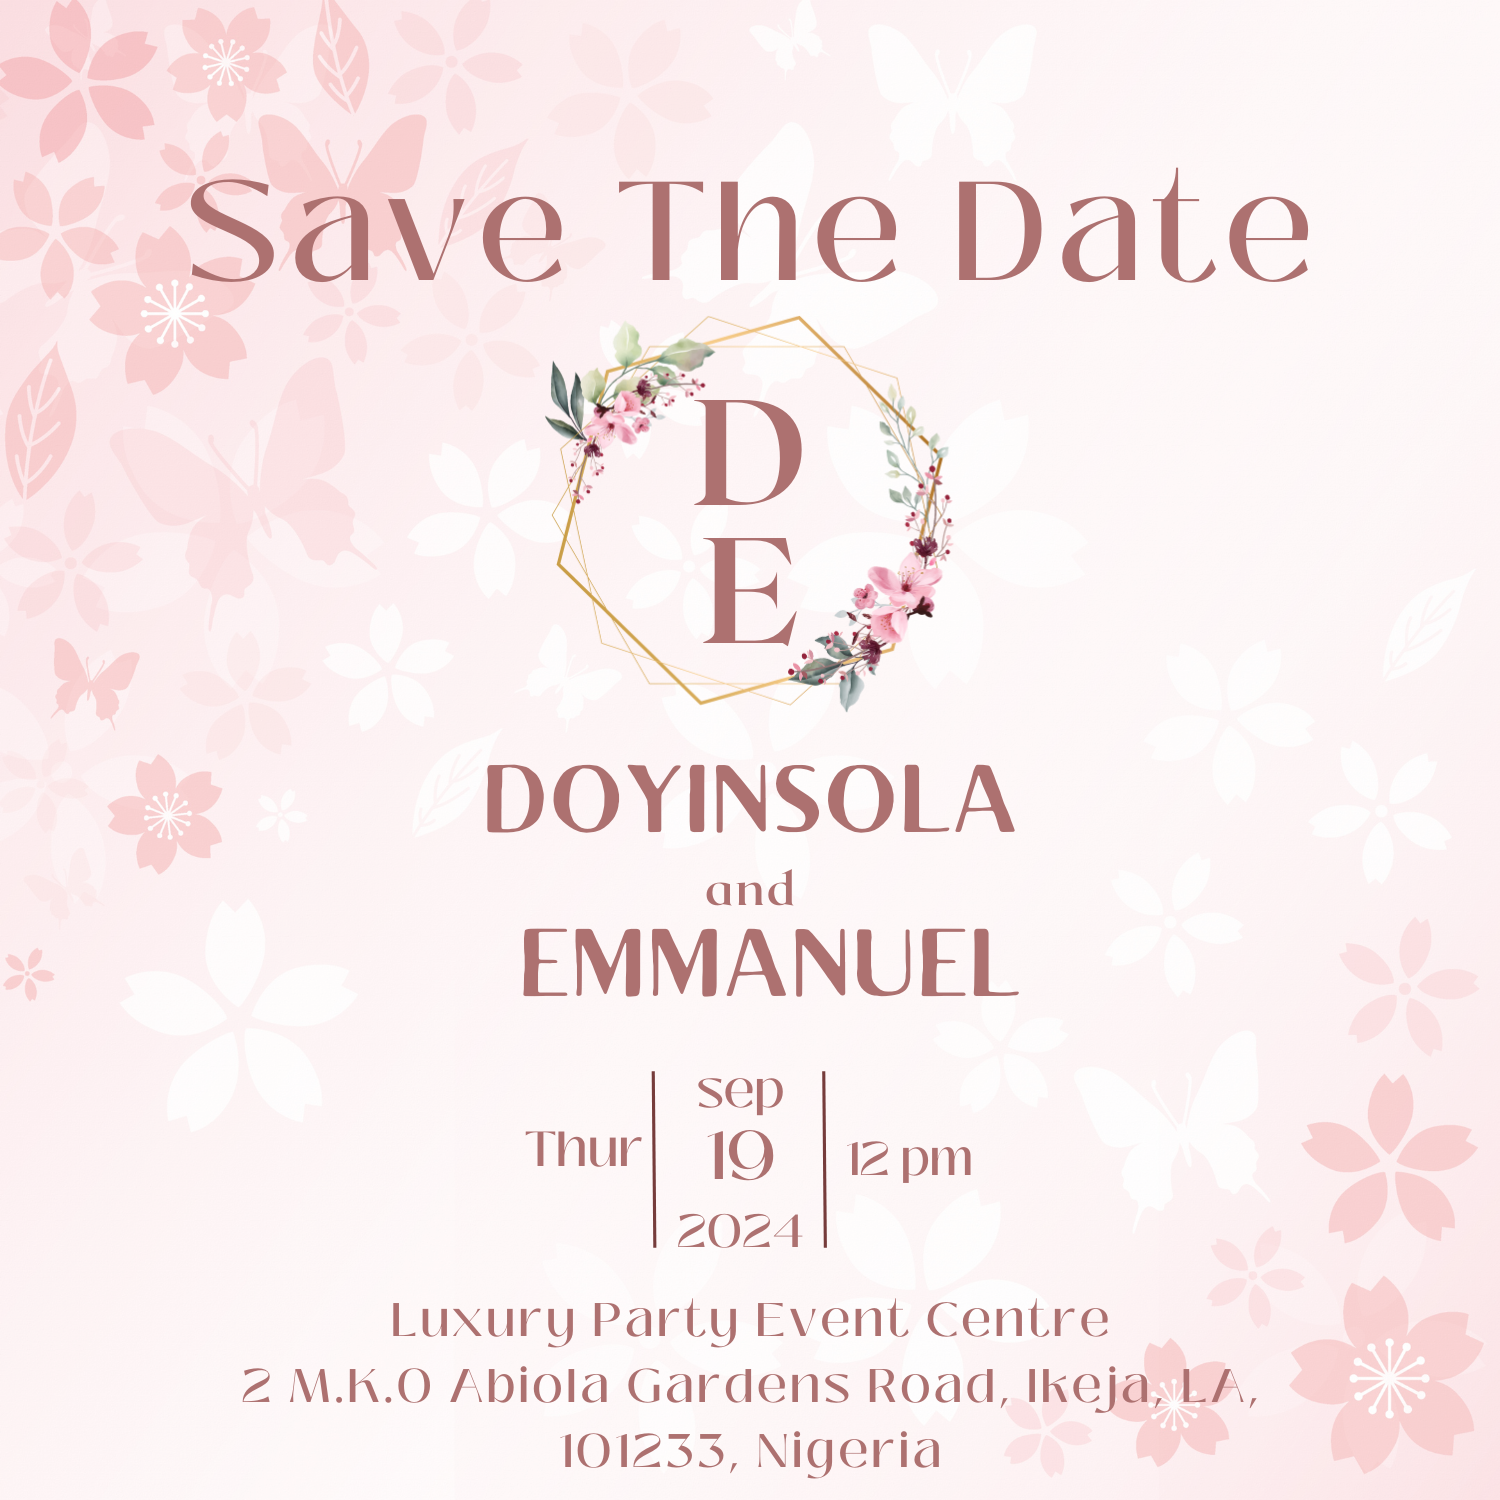 Save The Date
D
E
DOYINSOLA
and
EMMANUEL
Thur
sep
19
2024
12 pm
Luxury Party Event Centre
2 M.K.O Abiola Gardens Road, Ikeja, LA,
101233, Nigeria